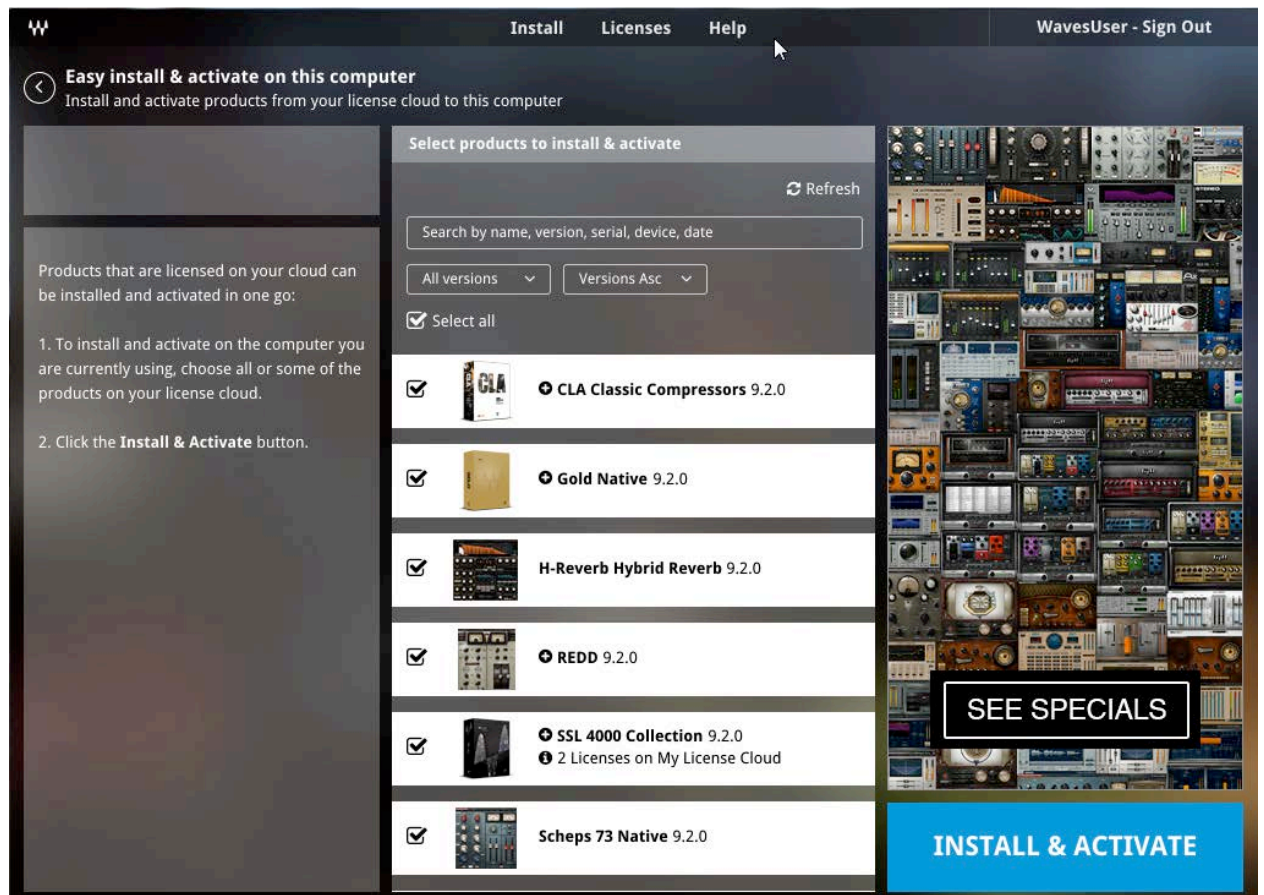 Install Licenses Help WavesUser - Sign Out
Easy install & activate on this computer
Install and activate products from your license cloud to this computer
Products that are licensed on your cloud can
be installed and activated in one go:
1. To install and activate on the computer you
are currently using, choose all or some of the
products on your license cloud.
2. Click the Install & Activate button.
Select products to install & activate
Refresh
Search by name, version, serial, device, date
All versions Versions Asc
Select all
CLA
CLA Classic Compressors 9.2.0
Gold Native 9.2.0
H-Reverb Hybrid Reverb 9.2.0
REDD 9.2.0
SSL 4000 Collection 9.2.0
2 Licenses on My License Cloud
Scheps 73 Native 9.2.0
SEE SPECIALS
INSTALL & ACTIVATE